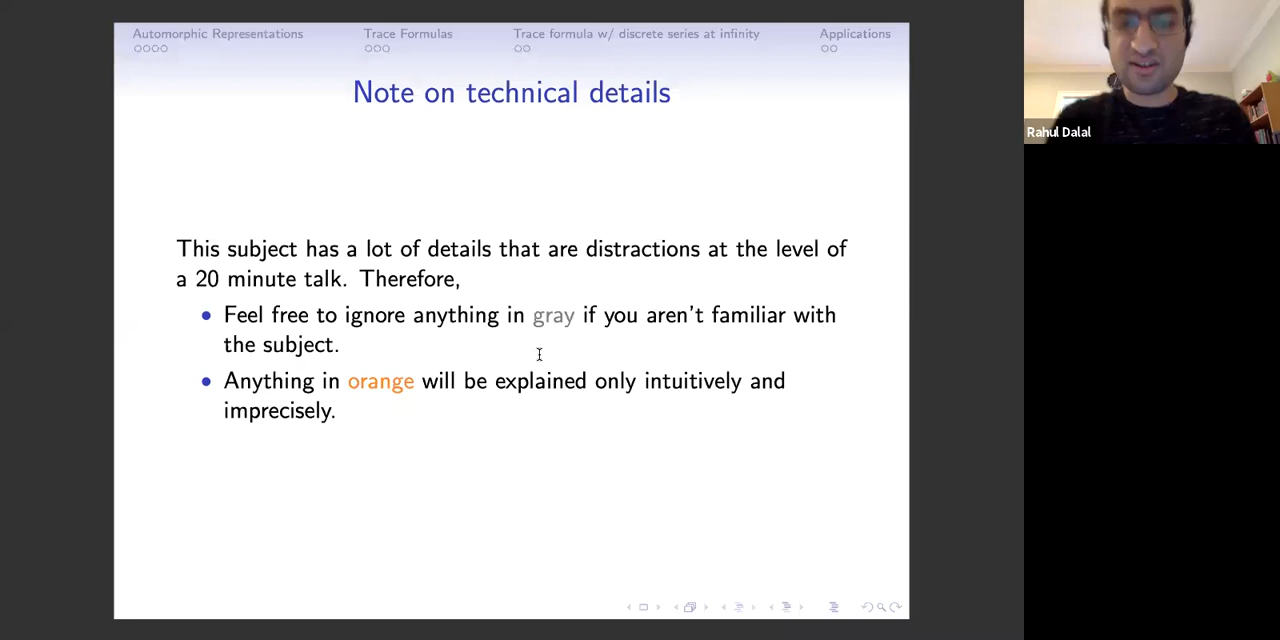 Automorphic Representations Trace Formulas Trace formula w/ discrete series at infinity Applications
Note on technical details
This subject has a lot of details that are distractions at the level of
a 20 minute talk. Therefore,
• Feel free to ignore anything in gray if you aren't familiar with
the subject.
• Anything in orange will be explained only intuitively and
imprecisely.
Rahul Dalal